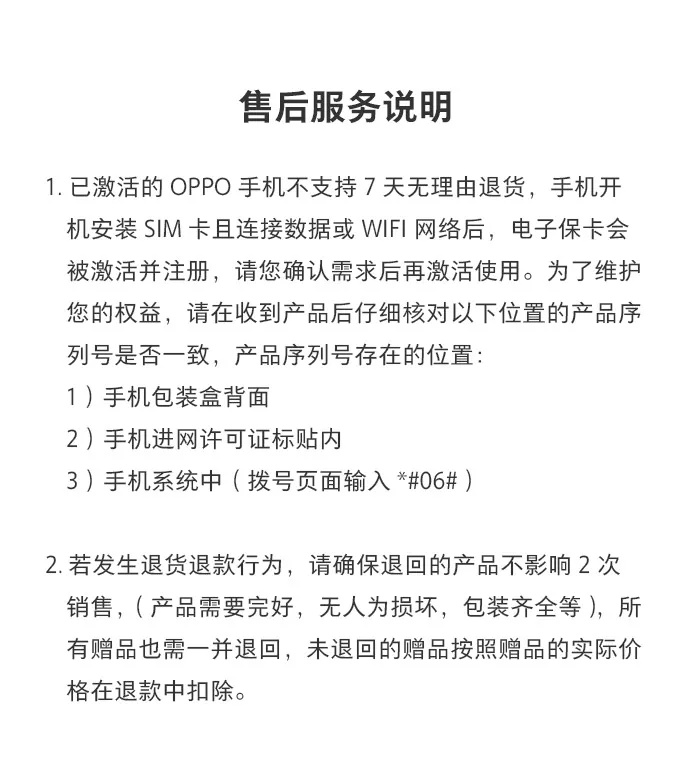 售后服务说明
1. 已激活的 OPPO 手机不支持 7 天无理由退货，手机开
机安装 SIM 卡且连接数据或 WIFI 网络后，电子保卡会
被激活并注册，请您确认需求后再激活使用。为了维护
您的权益，请在收到产品后仔细核对以下位置的产品序
列号是否一致，产品序列号存在的位置：
1）手机包装盒背面
2）手机进网许可证标贴内
3）手机系统中（拨号页面输入 *#06#）
2. 若发生退货退款行为，请确保退回的产品不影响 2 次
销售，（产品需要完好，无人为损坏，包装齐全等），所
有赠品也需一并退回，未退回的赠品按照赠品的实际价
格在退款中扣除。